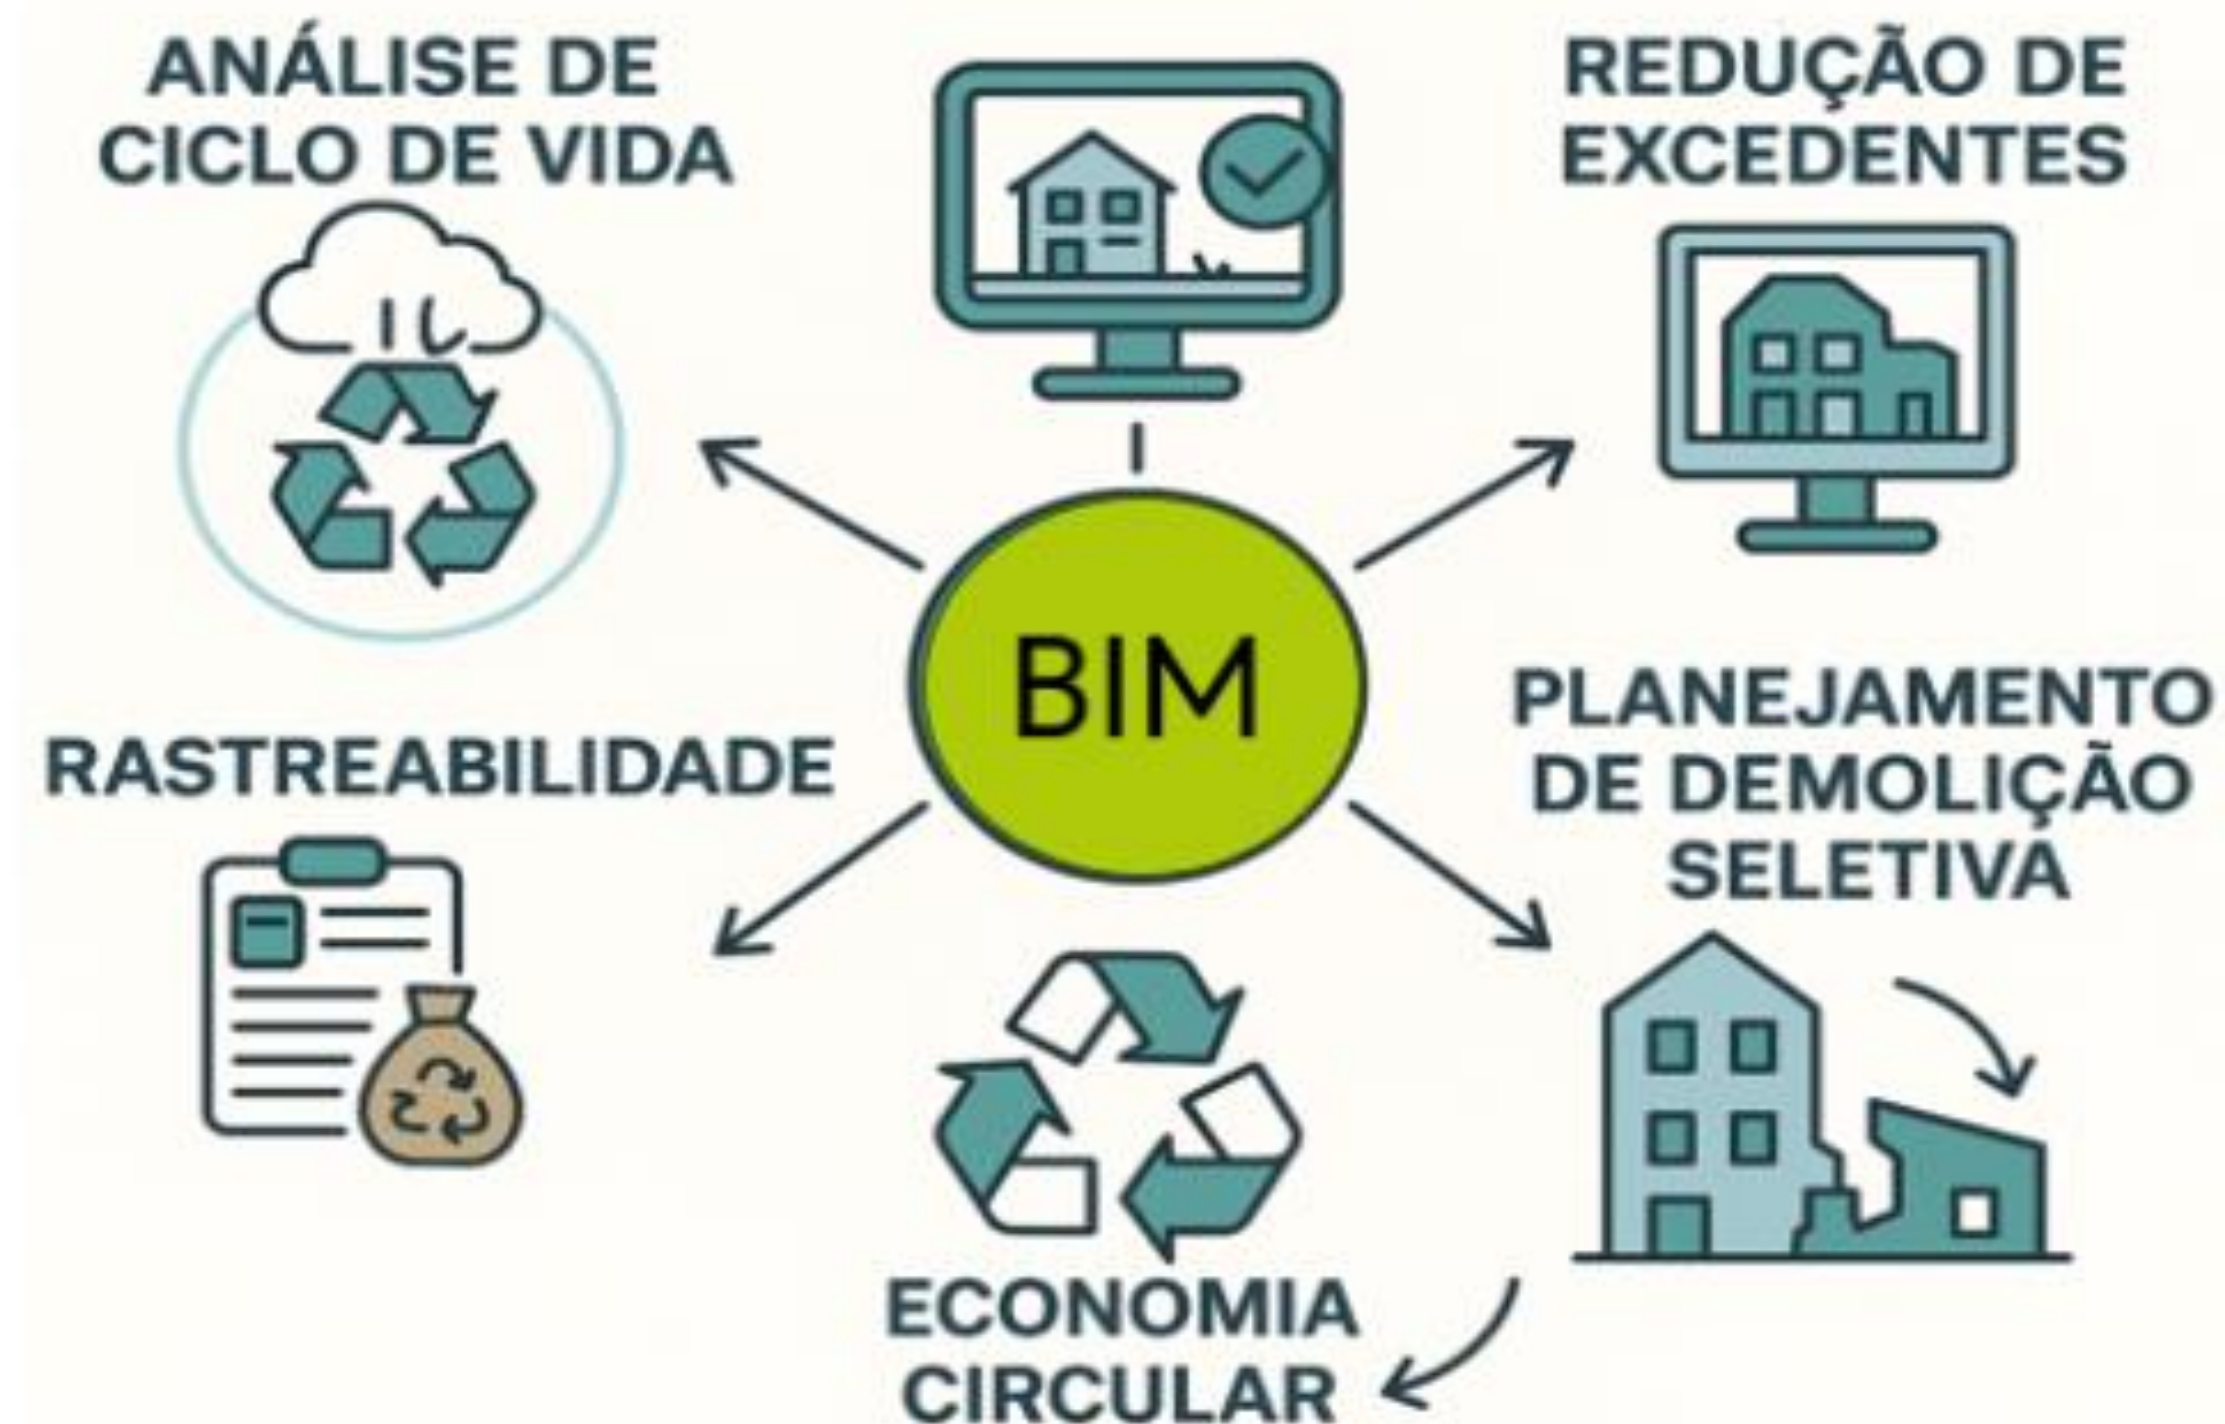 ANÁLISE DE
CICLO DE VIDA
REDUÇÃO DE
EXCEDENTES
BIM
RASTREABILIDADE
PLANEJAMENTO
DE DEMOLIÇÃO
SELETIVA
ECONOMIA
CIRCULAR